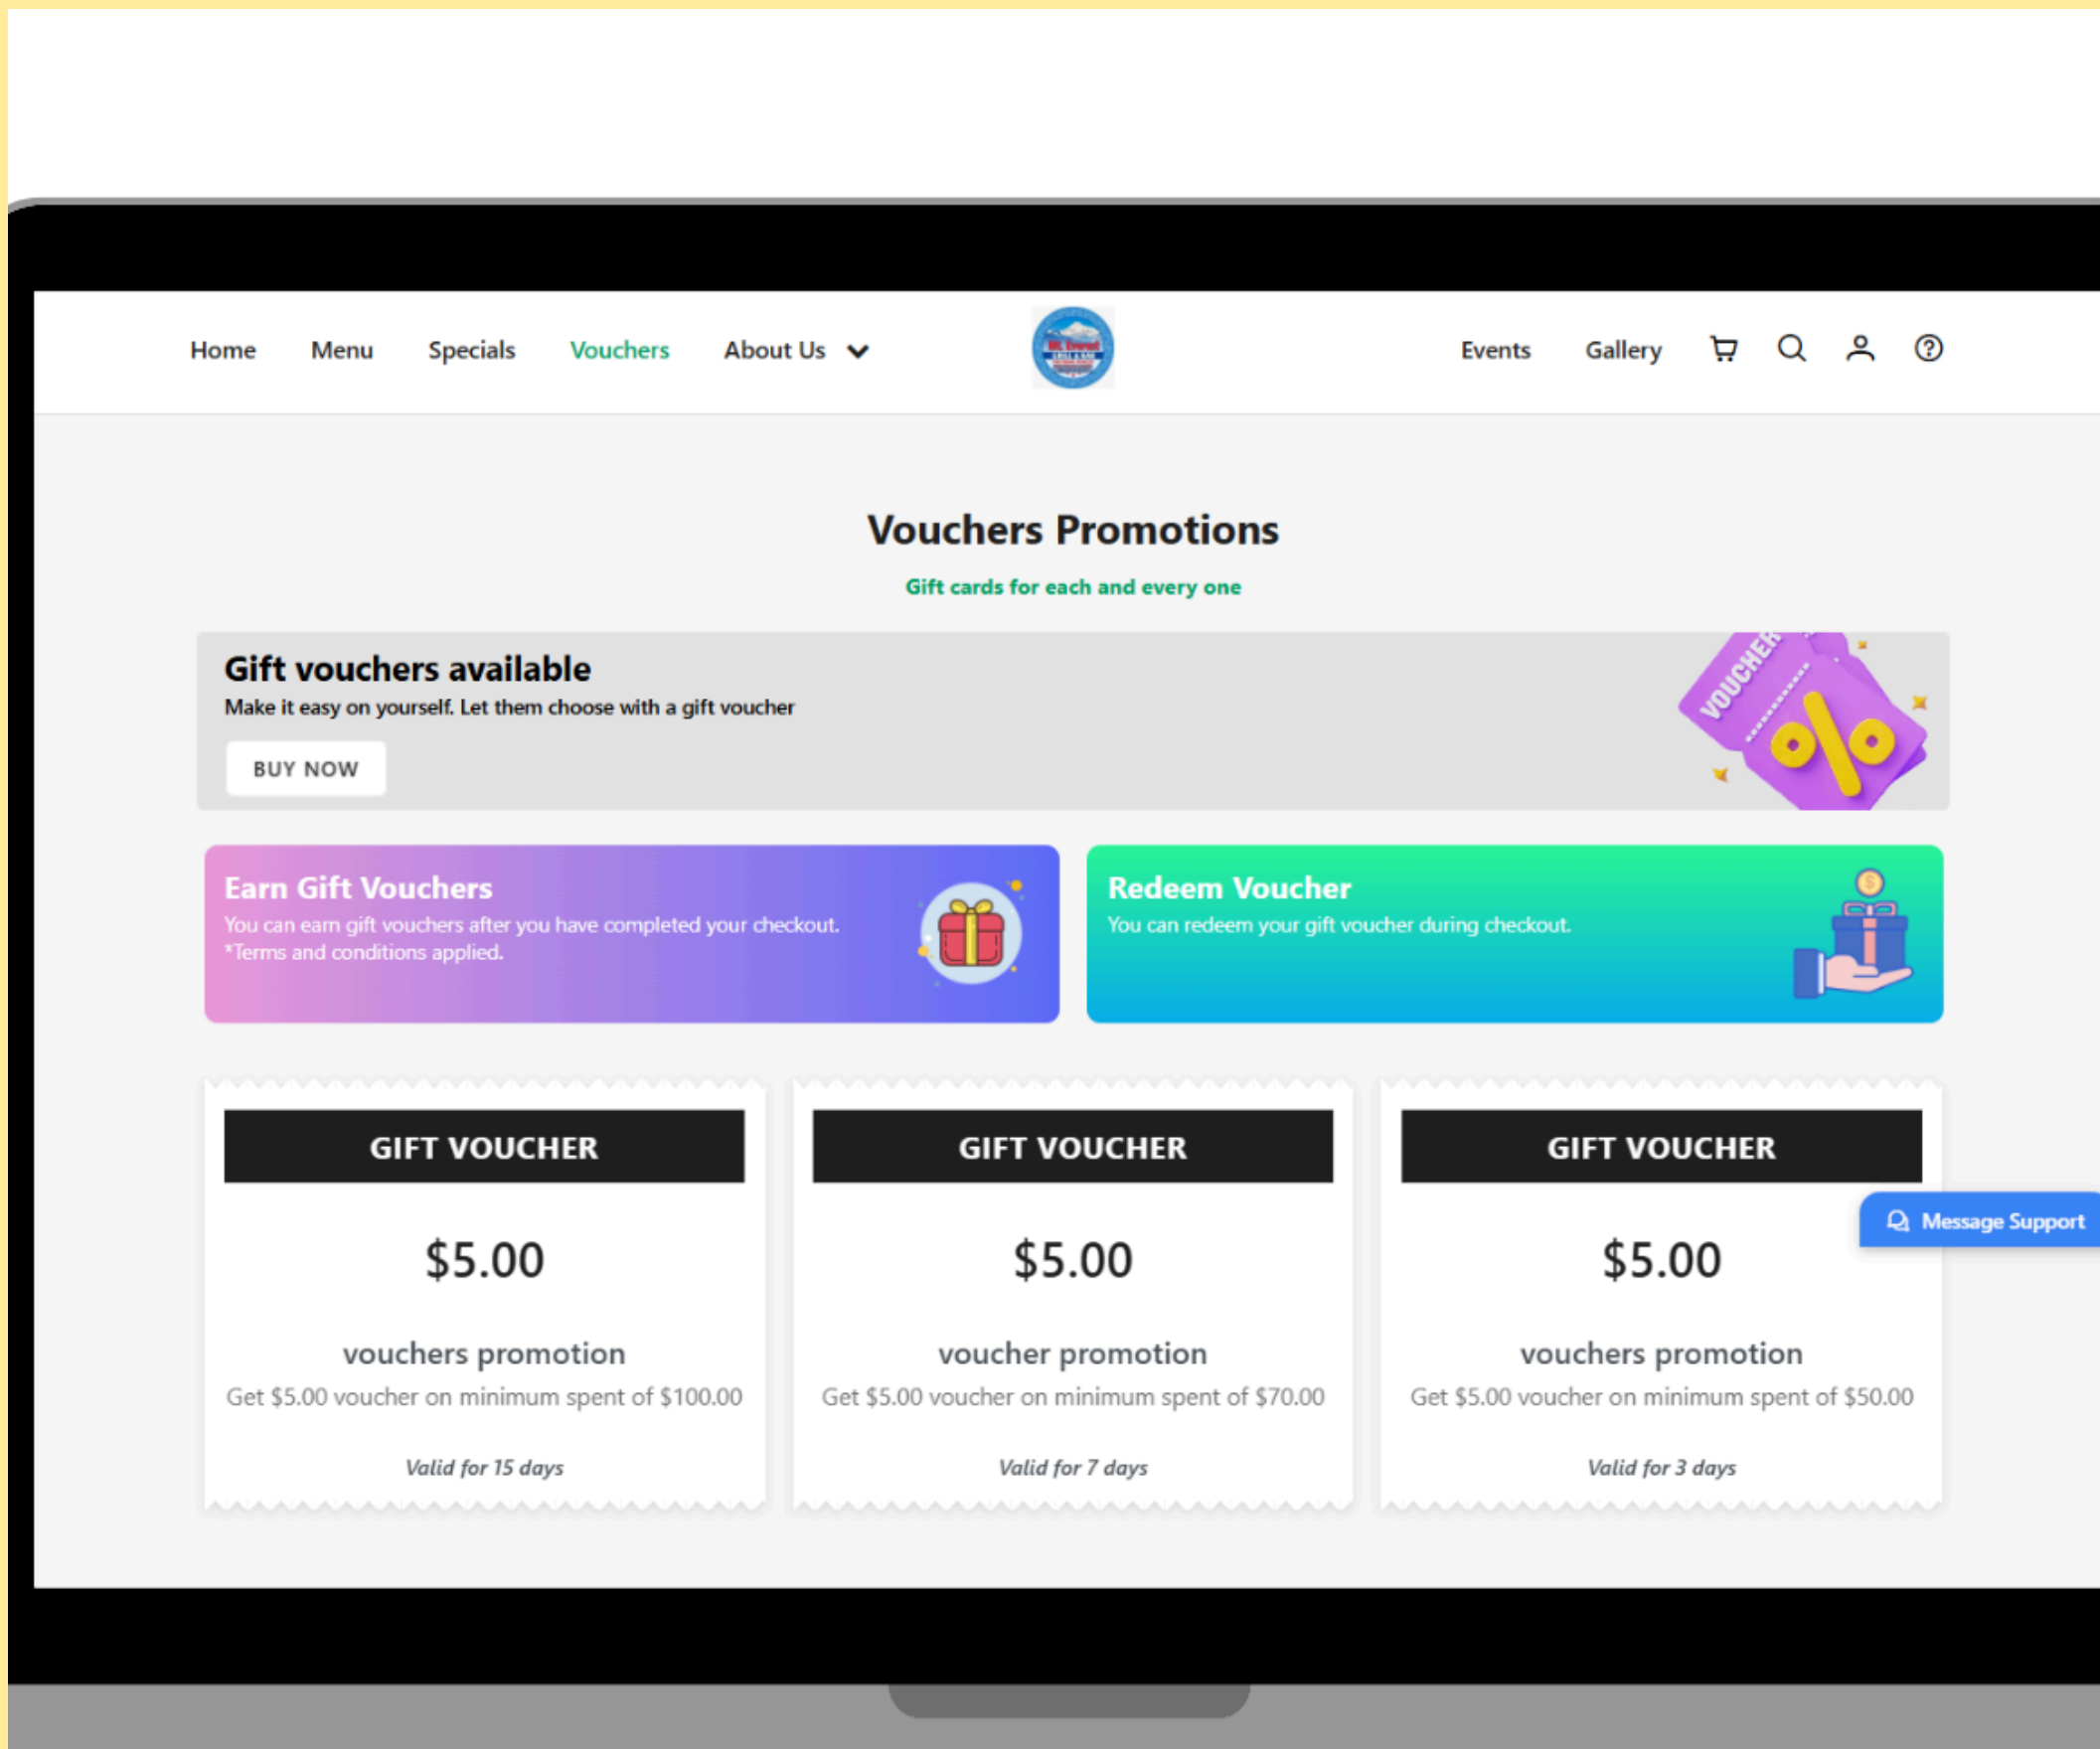 Home Menu Specials Vouchers About Us Mt. Everest Events Gallery
GRILL & BAR
Vouchers Promotions
Gift cards for each and every one
Gift vouchers available
Make it easy on yourself. Let them choose with a gift voucher
BUY NOW
VOUCHER
%
Earn Gift Vouchers
You can earn gift vouchers after you have completed your checkout.
*Terms and conditions applied.
Redeem Voucher
You can redeem your gift voucher during checkout.
$
GIFT VOUCHER
$5.00
vouchers promotion
Get $5.00 voucher on minimum spent of $100.00
Valid for 15 days
GIFT VOUCHER
$5.00
voucher promotion
Get $5.00 voucher on minimum spent of $70.00
Valid for 7 days
GIFT VOUCHER
$5.00
vouchers promotion
Get $5.00 voucher on minimum spent of $50.00
Valid for 3 days
Message Support